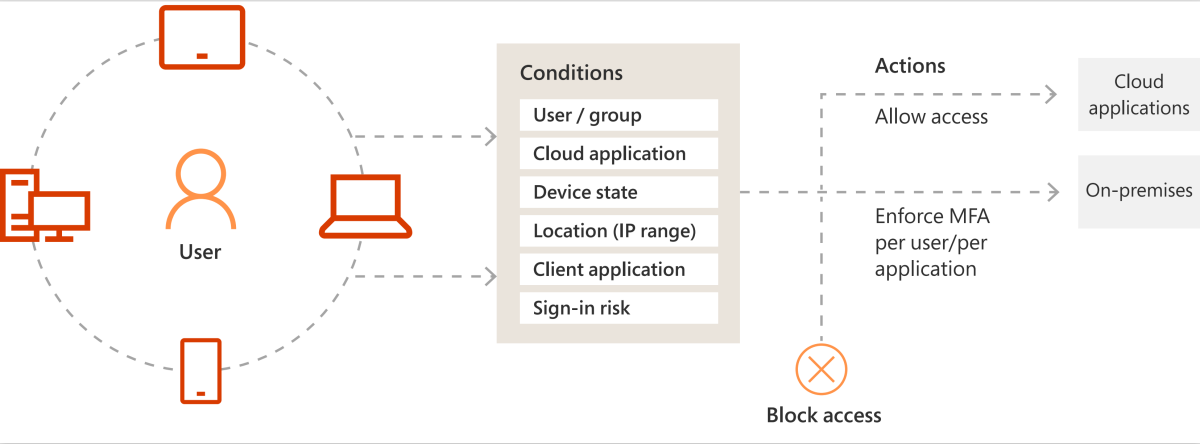 User
Conditions
User / group
Cloud application
Device state
Location (IP range)
Client application
Sign-in risk
Actions
Allow access
Enforce MFA
per user/per
application
Block access
Cloud
applications
On-premises